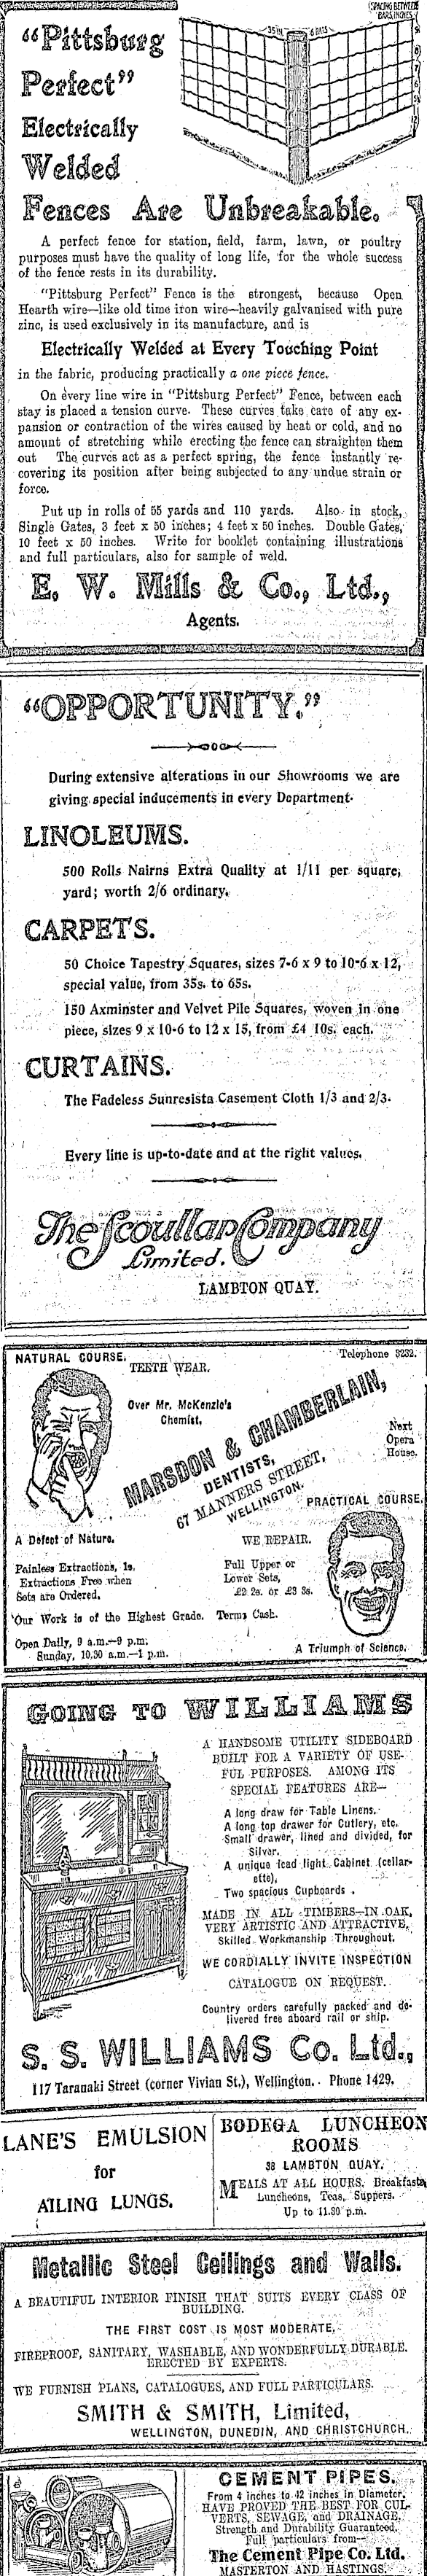 SPACING BETWEEN
BARS. INCHES.
35 IN.
6 BARS
"Pittsburg
Perfect"
Electrically
Welded
Fences Are Unbreakable.
A perfect fence for station, field, farm, lawn, or poultry
purposes must have the quality of long life, for the whole success
of the fence rests in its durability.
"Pittsburg Perfect" Fence is the strongest, because Open
Hearth wire—like old time iron wire—heavily galvanised with pure
zinc, is used exclusively in its manufacture, and is
Electrically Welded at Every Touching Point
in the fabric, producing practically a one piece fence.
On every line wire in "Pittsburg Perfect" Fence, between each
stay is placed a tension curve. These curves take care of any ex-
pansion or contraction of the wires caused by heat or cold, and no
amount of stretching while erecting the fence can straighten them
out The curves act as a perfect spring, the fence instantly re-
covering its position after being subjected to any undue strain or
force.
Put up in rolls of 55 yards and 110 yards. Also in stock,
Single Gates, 3 feet x 50 inches; 4 feet x 50 inches. Double Gates,
10 feet x 50 inches. Write for booklet containing illustrations
and full particulars, also for sample of weld.
E. W. Mills & Co., Ltd.,
Agents.
"OPPORTUNITY."
During extensive alterations in our Showrooms we are
giving special inducements in every Department.
LINOLEUMS.
500 Rolls Nairns Extra Quality at 1/11 per square,
yard; worth 2/6 ordinary.
CARPETS.
50 Choice Tapestry Squares, sizes 7-6 x 9 to 10-6 x 12,
special value, from 35s. to 65s.
150 Axminster and Velvet Pile Squares, woven in one
piece, sizes 9 x 10-6 to 12 x 15, from £4 10s. each.
CURTAINS.
The Fadeless Sunresista Casement Cloth 1/3 and 2/3.
Every line is up-to-date and at the right values.
The Scoullar Company
Limited.
LAMBTON QUAY.
NATURAL COURSE.
TEETH WEAR.
Telephone 3232.
Over Mr. McKenzie's
Chemist,
MARSDON & CHAMBERLAIN,
DENTISTS,
67 MANNERS STREET,
WELLINGTON.
Next
Opera
House.
PRACTICAL COURSE.
A Defect of Nature.
WE REPAIR.
Painless Extractions, 1s.
Extractions Free when
Sets are Ordered.
Full Upper or
Lower Sets,
£2 2s. or £3 3s.
Our Work is of the Highest Grade. Terms Cash.
Open Daily, 9 a.m.—9 p.m.
Sunday, 10.30 a.m.—1 p.m.
A Triumph of Science.
GOING TO WILLIAMS
A HANDSOME UTILITY SIDEBOARD
BUILT FOR A VARIETY OF USE-
FUL PURPOSES. AMONG ITS
SPECIAL FEATURES ARE—
A long draw for Table Linens.
A long top drawer for Cutlery, etc.
Small drawer, lined and divided, for
Silver.
A unique lead light Cabinet (cellar-
ette),
Two spacious Cupboards .
MADE IN ALL TIMBERS—IN OAK,
VERY ARTISTIC AND ATTRACTIVE,
Skilled Workmanship Throughout.
WE CORDIALLY INVITE INSPECTION
CATALOGUE ON REQUEST.
Country orders carefully packed and de-
livered free aboard rail or ship.
S. S. WILLIAMS Co. Ltd.,
117 Taranaki Street (corner Vivian St.), Wellington. Phone 1429.
LANE'S EMULSION
for
AILING LUNGS.
BODEGA LUNCHEON
ROOMS
38 LAMBTON QUAY.
MEALS AT ALL HOURS. Breakfasts,
Luncheons, Teas, Suppers.
Up to 11.30 p.m.
Metallic Steel Ceilings and Walls.
A BEAUTIFUL INTERIOR FINISH THAT SUITS EVERY CLASS OF
BUILDING.
THE FIRST COST IS MOST MODERATE,
FIREPROOF, SANITARY, WASHABLE, AND WONDERFULLY DURABLE.
ERECTED BY EXPERTS.
WE FURNISH PLANS, CATALOGUES, AND FULL PARTICULARS.
SMITH & SMITH, Limited,
WELLINGTON, DUNEDIN, AND CHRISTCHURCH.
CEMENT PIPES.
From 4 inches to 42 inches in Diameter.
HAVE PROVED THE BEST FOR CUL-
VERTS, SEWAGE, and DRAINAGE.
Strength and Durability Guaranteed.
Full particulars from—
The Cement Pipe Co. Ltd.
MASTERTON AND HASTINGS.